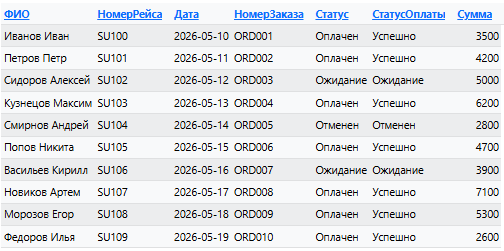 ФИО НомерРейса Дата НомерЗаказа Статус СтатусОплаты Сумма
Иванов Иван SU100 2026-05-10 ORD001 Оплачен Успешно 3500
Петров Петр SU101 2026-05-11 ORD002 Оплачен Успешно 4200
Сидоров Алексей SU102 2026-05-12 ORD003 Ожидание Ожидание 5000
Кузнецов Максим SU103 2026-05-13 ORD004 Оплачен Успешно 6200
Смирнов Андрей SU104 2026-05-14 ORD005 Отменен Отменен 2800
Попов Никита SU105 2026-05-15 ORD006 Оплачен Успешно 4700
Васильев Кирилл SU106 2026-05-16 ORD007 Ожидание Ожидание 3900
Новиков Артем SU107 2026-05-17 ORD008 Оплачен Успешно 7100
Морозов Егор SU108 2026-05-18 ORD009 Оплачен Успешно 5300
Федоров Илья SU109 2026-05-19 ORD010 Оплачен Успешно 2600